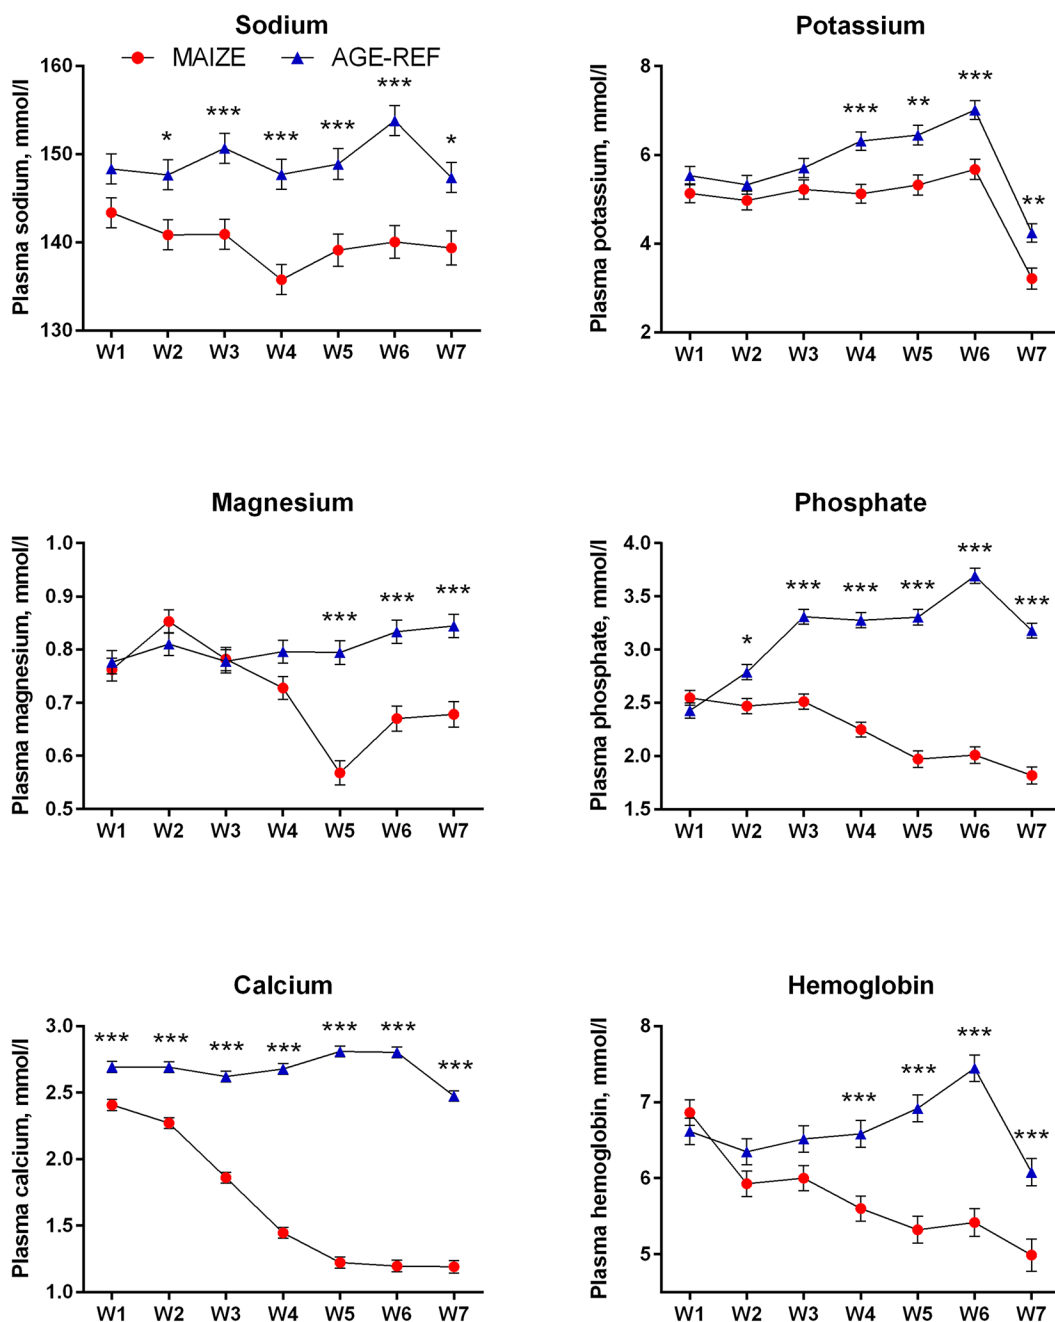 Sodium
MAIZE AGE-REF
Plasma sodium, mmol/l
160
150
140
130
* *** *** *** *** *
W1 W2 W3 W4 W5 W6 W7
Potassium
Plasma potassium, mmol/l
8
6
4
2
*** ** *** **
W1 W2 W3 W4 W5 W6 W7
Magnesium
Plasma magnesium, mmol/l
1.0
0.9
0.8
0.7
0.6
0.5
*** *** ***
W1 W2 W3 W4 W5 W6 W7
Phosphate
Plasma phosphate, mmol/l
4.0
3.5
3.0
2.5
2.0
1.5
* *** *** *** *** ***
W1 W2 W3 W4 W5 W6 W7
Calcium
Plasma calcium, mmol/l
3.0
2.5
2.0
1.5
1.0
*** *** *** *** *** *** ***
W1 W2 W3 W4 W5 W6 W7
Hemoglobin
Plasma hemoglobin, mmol/l
8
7
6
5
*** *** *** ***
W1 W2 W3 W4 W5 W6 W7